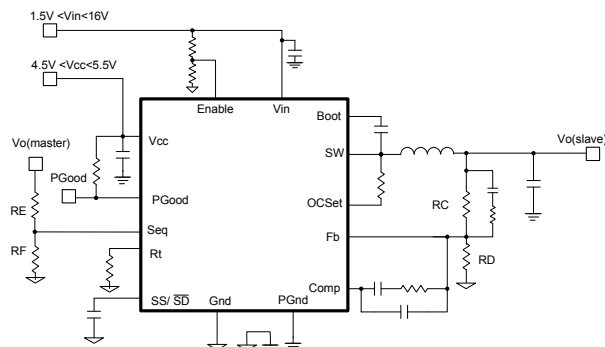 1.5V <Vin<16V
4.5V <Vcc<5.5V
Enable
Vin
Boot
Vcc
SW
Vo(slave)
Vo(master)
PGood
PGood
OCSet
RC
RE
Seq
Fb
RF
Rt
RD
Comp
SS/ SD
Gnd
PGnd